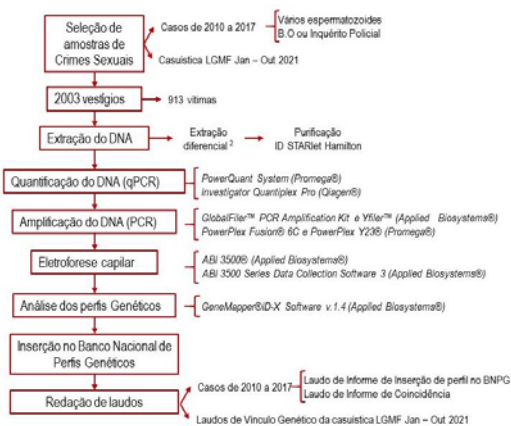 Seleção de
amostras de
Crimes Sexuais
Casos de 2010 a 2017
Vários espermatozoides
B.O ou Inquérito Policial
Casuística LGMF Jan – Out 2021
2003 vestígios
913 vítimas
Extração do DNA
Extração
diferencial 2
Purificação
ID STARlet Hamilton
Quantificação do DNA (qPCR)
PowerQuant System (Promega®)
Investigator Quantiplex Pro (Qiagen®)
Amplificação do DNA (PCR)
GlobalFiler™ PCR Amplification Kit e Yfiler™ (Applied Biosystems®)
PowerPlex Fusion® 6C e PowerPlex Y23® (Promega®)
Eletroforese capilar
ABI 3500® (Applied Biosystems®)
ABI 3500 Series Data Collection Software 3 (Applied Biosystems®)
Análise dos perfis Genéticos
GeneMapper®ID-X Software v.1.4 (Applied Biosystems®)
Inserção no Banco Nacional de
Perfis Genéticos
Redação de laudos
Casos de 2010 a 2017
Laudo de Informe de Inserção de perfil no BNPG
Laudo de Informe de Coincidência
Laudos de Vínculo Genético da casuística LGMF Jan – Out 2021